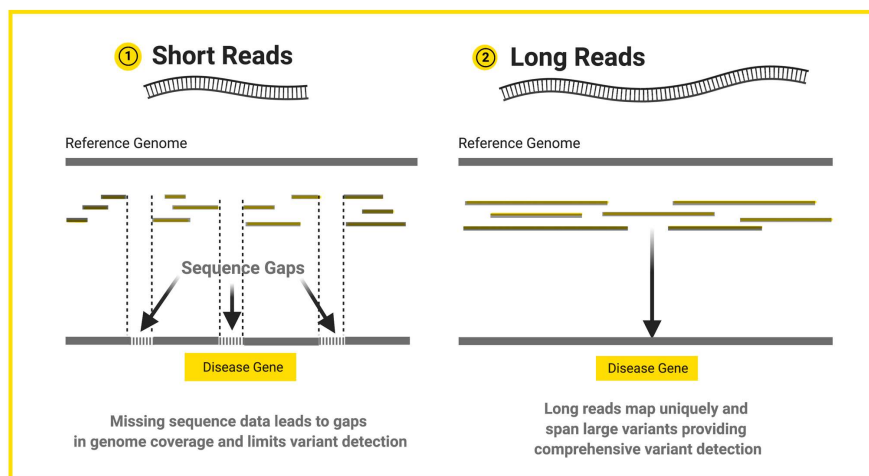 ① Short Reads
Reference Genome
Sequence Gaps
Disease Gene
Missing sequence data leads to gaps
in genome coverage and limits variant detection
② Long Reads
Reference Genome
Disease Gene
Long reads map uniquely and
span large variants providing
comprehensive variant detection